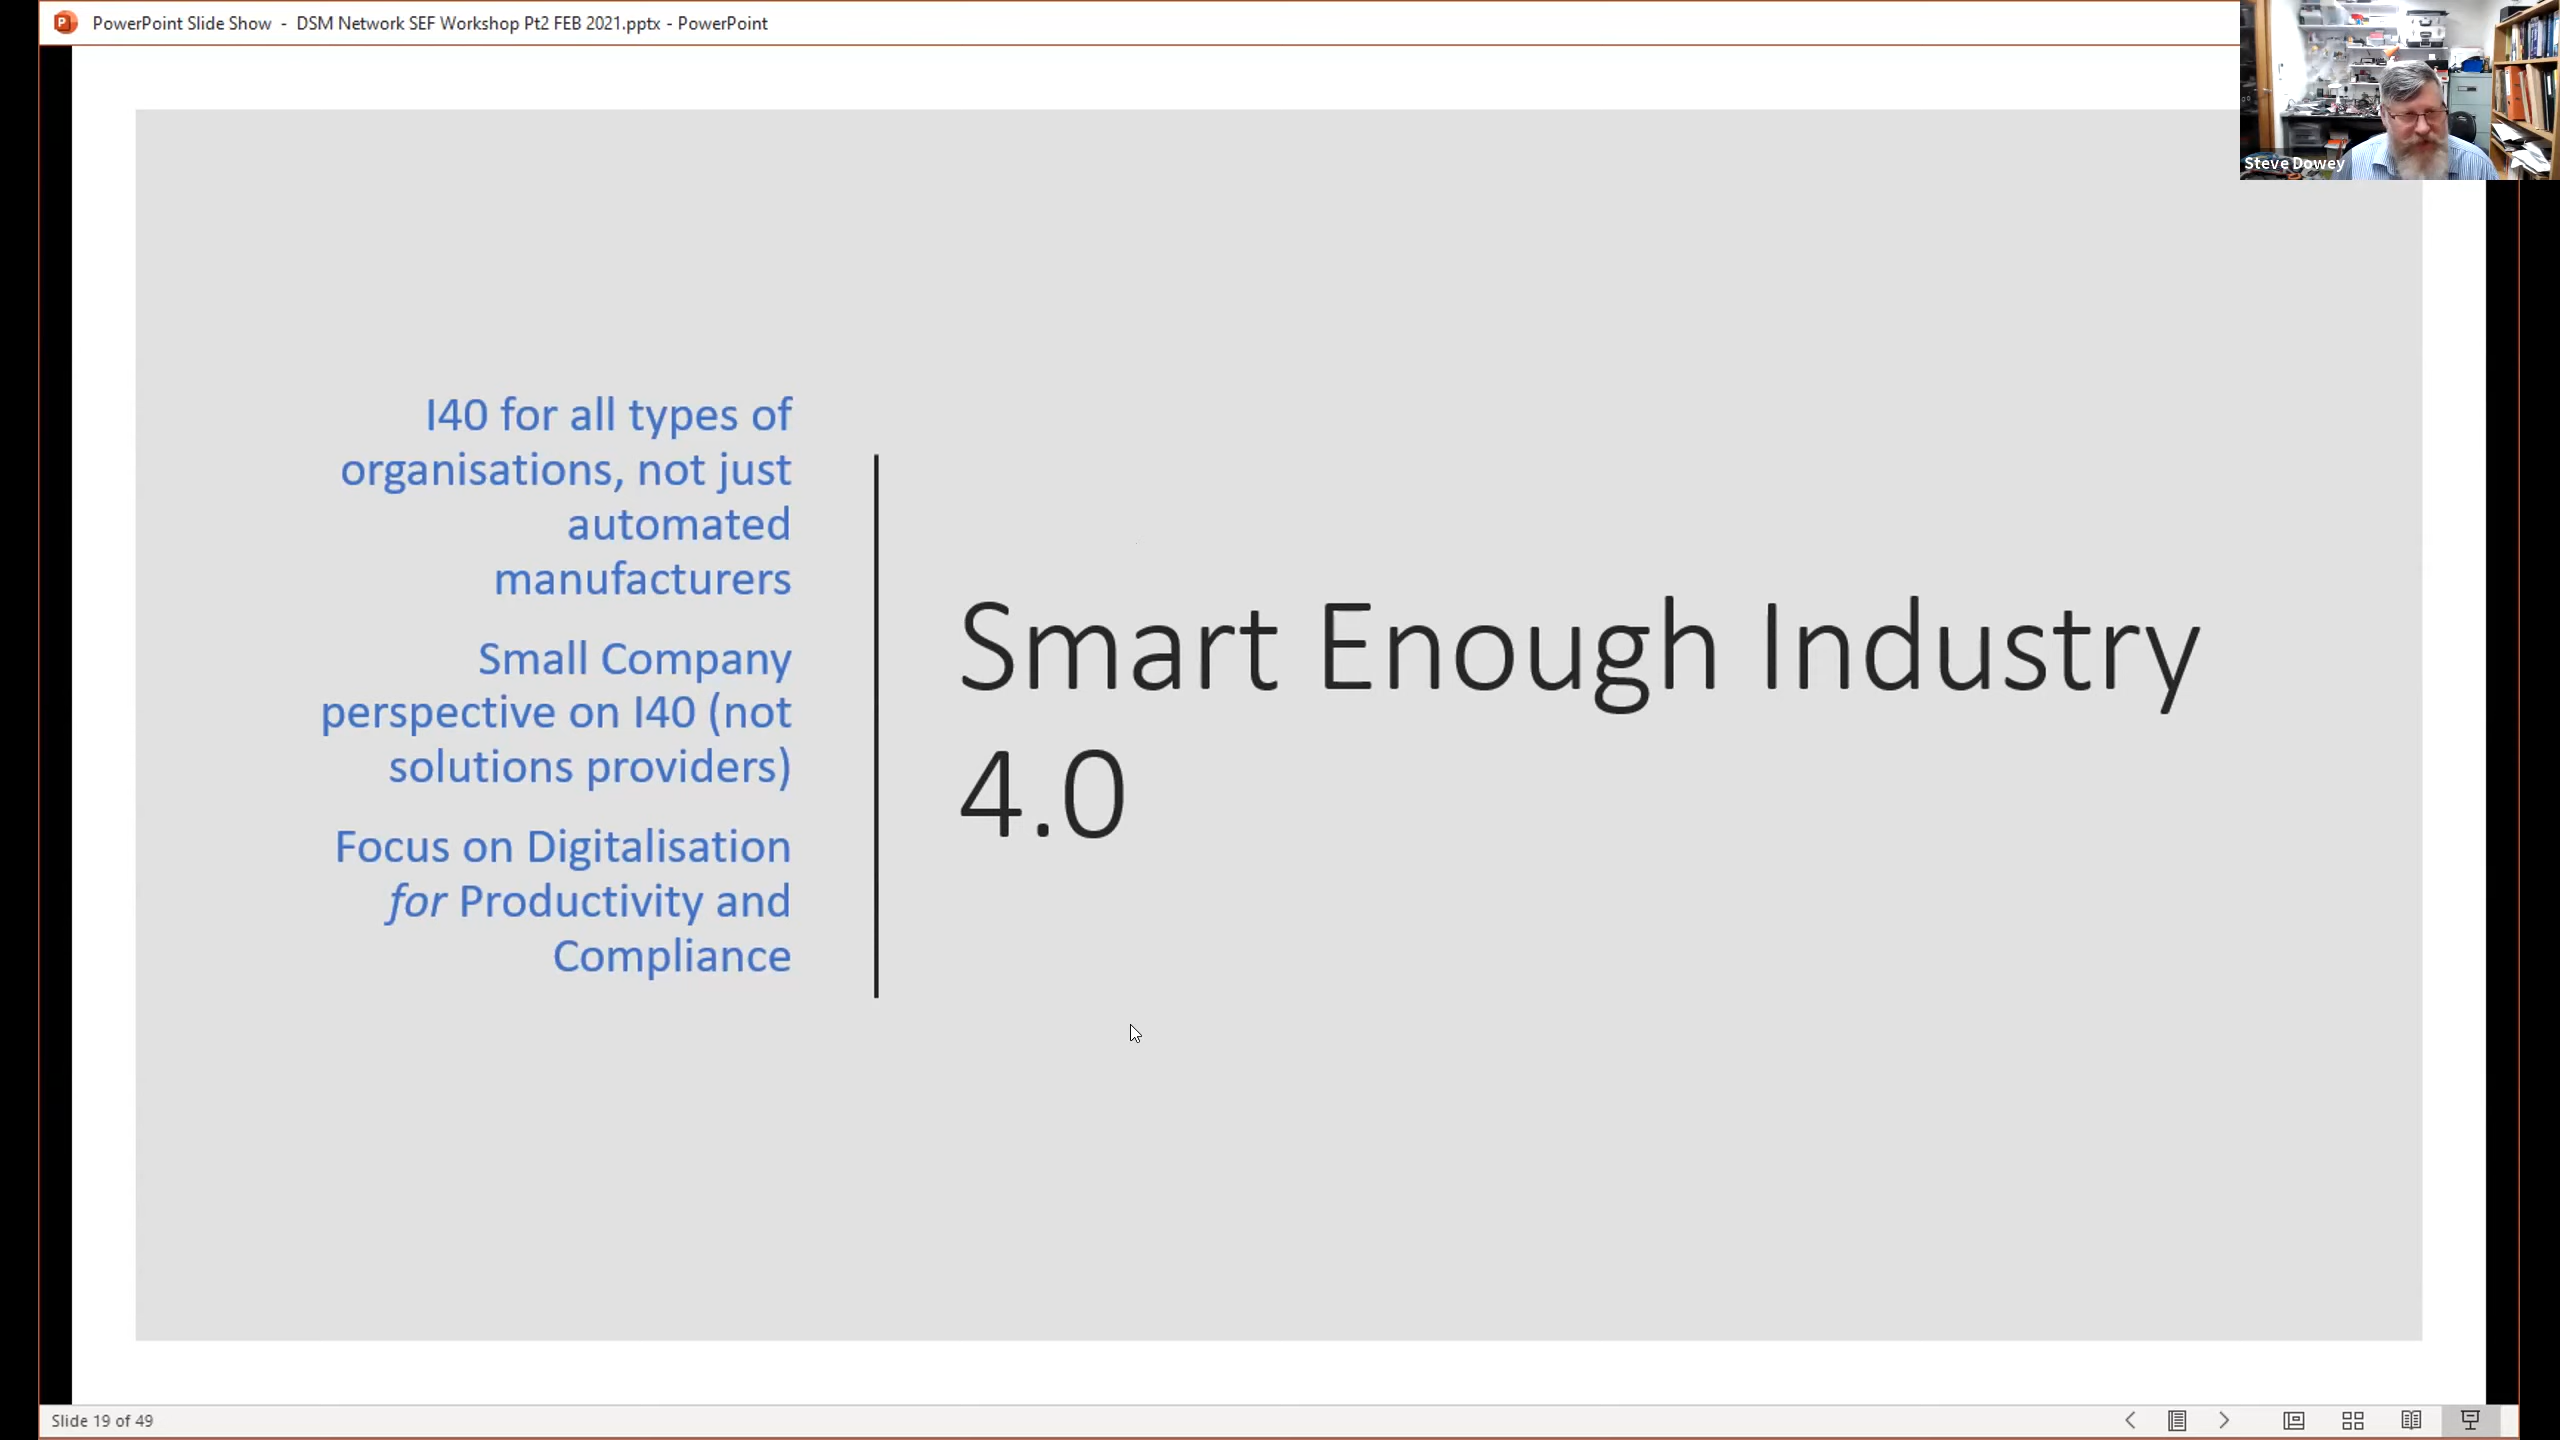 PowerPoint Slide Show - DSM Network SEF Workshop Pt2 FEB 2021.pptx - PowerPoint
Steve Dowey
I40 for all types of
organisations, not just
automated
manufacturers
Small Company
perspective on I40 (not
solutions providers)
Focus on Digitalisation
for Productivity and
Compliance
Smart Enough Industry
4.0
Slide 19 of 49